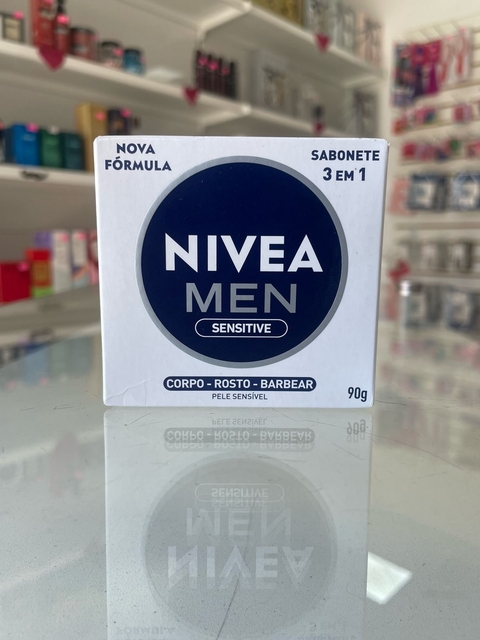 NOVA
FÓRMULA
SABONETE
3 EM 1
NIVEA
MEN
SENSITIVE
CORPO - ROSTO - BARBEAR
PELE SENSÍVEL
90g